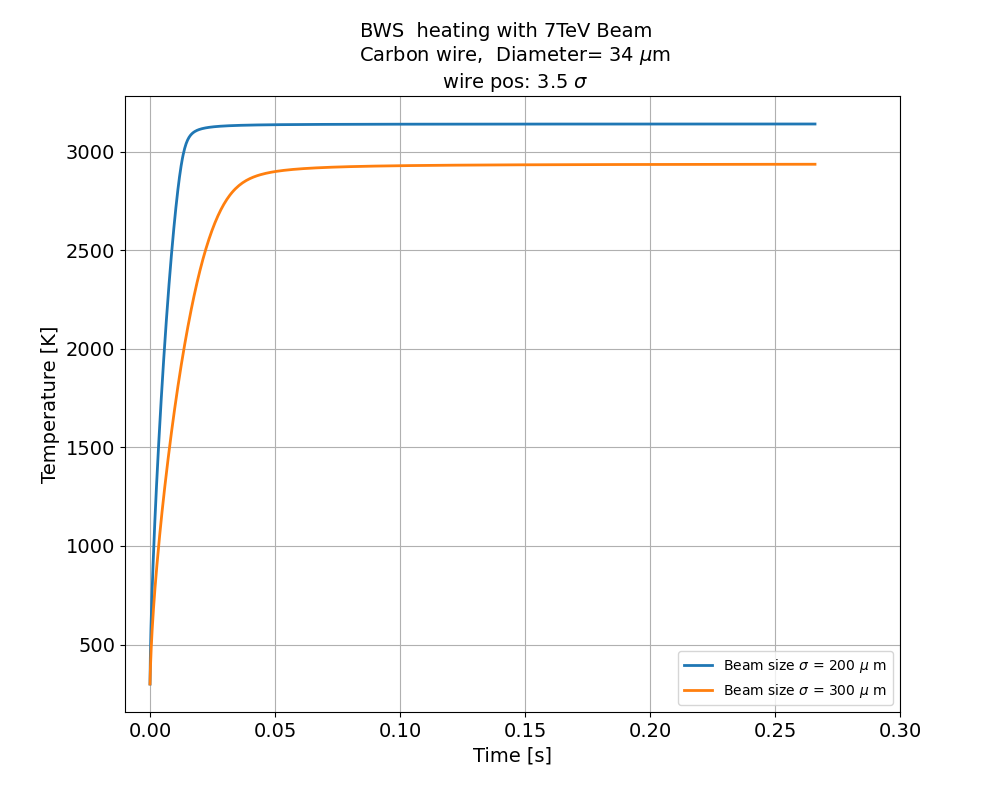 BWS  heating with 7TeV Beam
Carbon wire,  Diameter= 34 μm
wire pos: 3.5 σ
Temperature [K]
3000
2500
2000
1500
1000
500
0.00 0.05 0.10 0.15 0.20 0.25 0.30
Time [s]
Beam size σ = 200 μ m
Beam size σ = 300 μ m